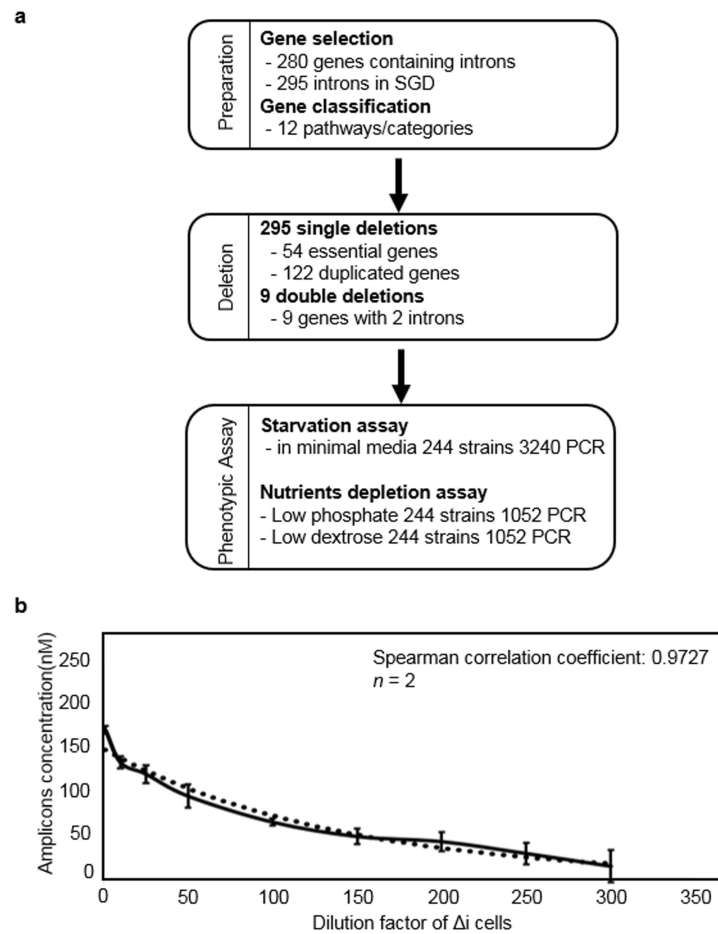 a
Preparation
Gene selection
- 280 genes containing introns
- 295 introns in SGD
Gene classification
- 12 pathways/categories
Deletion
295 single deletions
- 54 essential genes
- 122 duplicated genes
9 double deletions
- 9 genes with 2 introns
Phenotypic Assay
Starvation assay
- in minimal media 244 strains 3240 PCR
Nutrients depletion assay
- Low phosphate 244 strains 1052 PCR
- Low dextrose 244 strains 1052 PCR
b
Amplicons concentration(nM)
250
200
150
100
50
0
Spearman correlation coefficient: 0.9727
n = 2
0 50 100 150 200 250 300 350
Dilution factor of Δi cells